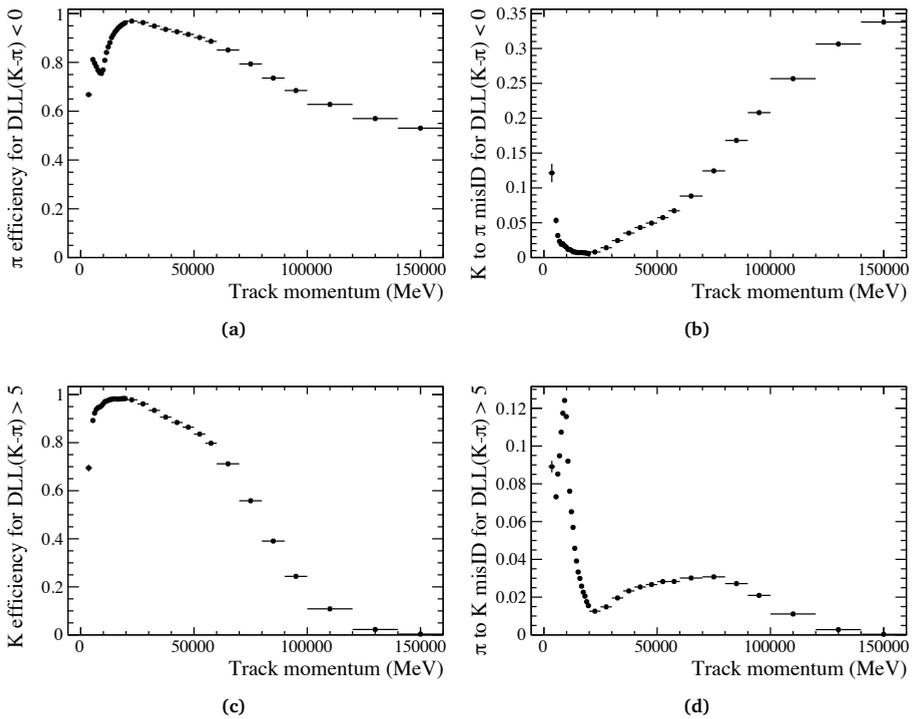 π efficiency for DLL(K-π) < 0
1
0.8
0.6
0.4
0.2
0
0 50000 100000 150000
Track momentum (MeV)
(a)
K to π misID for DLL(K-π) < 0
0.35
0.3
0.25
0.2
0.15
0.1
0.05
0
0 50000 100000 150000
Track momentum (MeV)
(b)
K efficiency for DLL(K-π) > 5
1
0.8
0.6
0.4
0.2
0
0 50000 100000 150000
Track momentum (MeV)
(c)
π to K misID for DLL(K-π) > 5
0.12
0.1
0.08
0.06
0.04
0.02
0
0 50000 100000 150000
Track momentum (MeV)
(d)